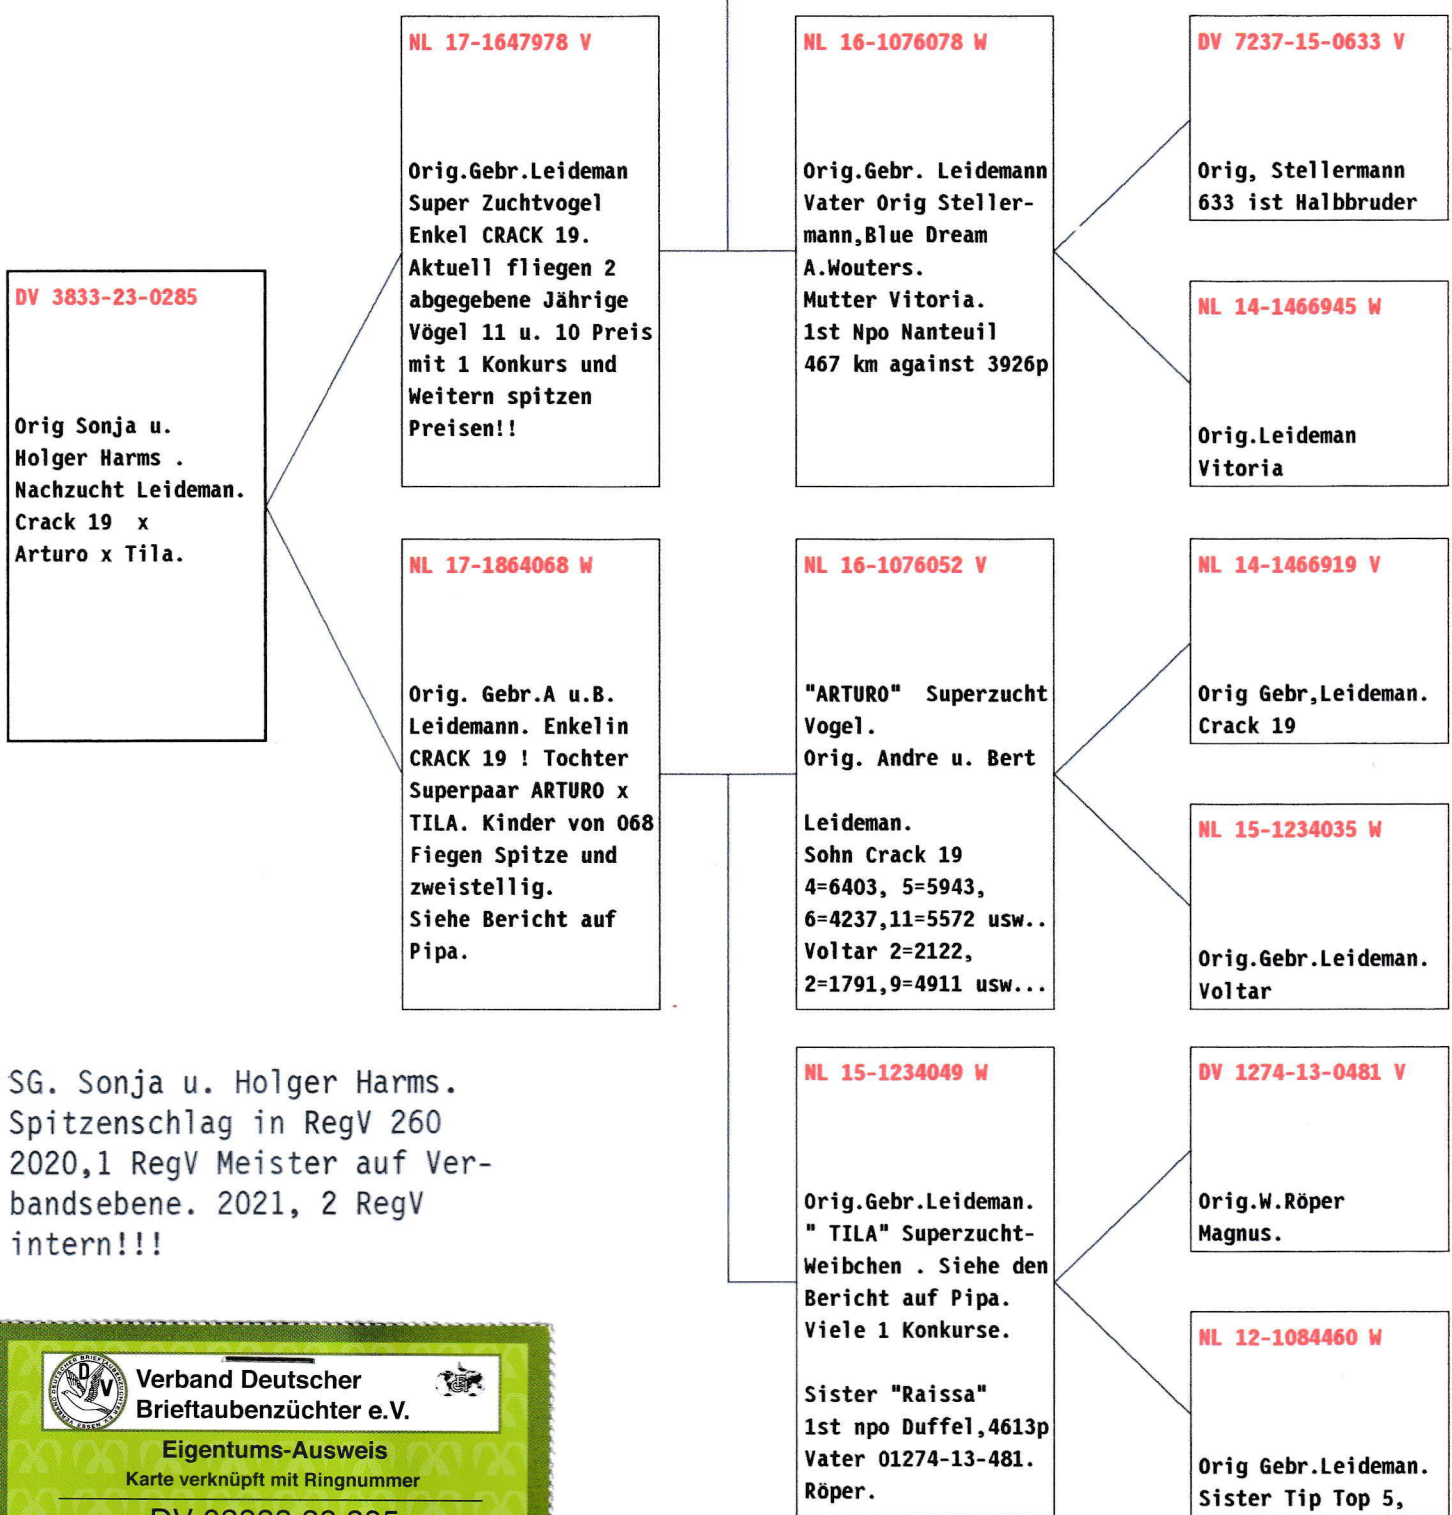 DV 3833-23-0285
Orig Sonja u.
Holger Harms .
Nachzucht Leideman.
Crack 19  x
Arturo x Tila.
NL 17-1647978 V
Orig.Gebr.Leideman
Super Zuchtvogel
Enkel CRACK 19.
Aktuell fliegen 2
abgegebene Jährige
Vögel 11 u. 10 Preis
mit 1 Konkurs und
Weitern spitzen
Preisen!!
NL 17-1864068 W
Orig. Gebr.A u.B.
Leidemann. Enkelin
CRACK 19 ! Tochter
Superpaar ARTURO x
TILA. Kinder von 068
Fiegen Spitze und
zweistellig.
Siehe Bericht auf
Pipa.
NL 16-1076078 W
Orig.Gebr. Leidemann
Vater Orig Steller-
mann,Blue Dream
A.Wouters.
Mutter Vitoria.
1st Npo Nanteuil
467 km against 3926p
NL 16-1076052 V
"ARTURO"  Superzucht
Vogel.
Orig. Andre u. Bert
Leideman.
Sohn Crack 19
4=6403, 5=5943,
6=4237,11=5572 usw..
Voltar 2=2122,
2=1791,9=4911 usw...
NL 15-1234049 W
Orig.Gebr.Leideman.
" TILA" Superzucht-
Weibchen . Siehe den
Bericht auf Pipa.
Viele 1 Konkurse.
Sister "Raissa"
1st npo Duffel,4613p
Vater 01274-13-481.
Röper.
DV 7237-15-0633 V
Orig, Stellermann
633 ist Halbbruder
NL 14-1466945 W
Orig.Leideman
Vitoria
NL 14-1466919 V
Orig Gebr,Leideman.
Crack 19
NL 15-1234035 W
Orig.Gebr.Leideman.
Voltar
DV 1274-13-0481 V
Orig.W.Röper
Magnus.
NL 12-1084460 W
Orig Gebr.Leideman.
Sister Tip Top 5,
SG. Sonja u. Holger Harms.
Spitzenschlag in RegV 260
2020,1 RegV Meister auf Ver-
bandsebene. 2021, 2 RegV
intern!!!
Verband Deutscher
Brieftaubenzüchter e.V.
Eigentums-Ausweis
Karte verknüpft mit Ringnummer